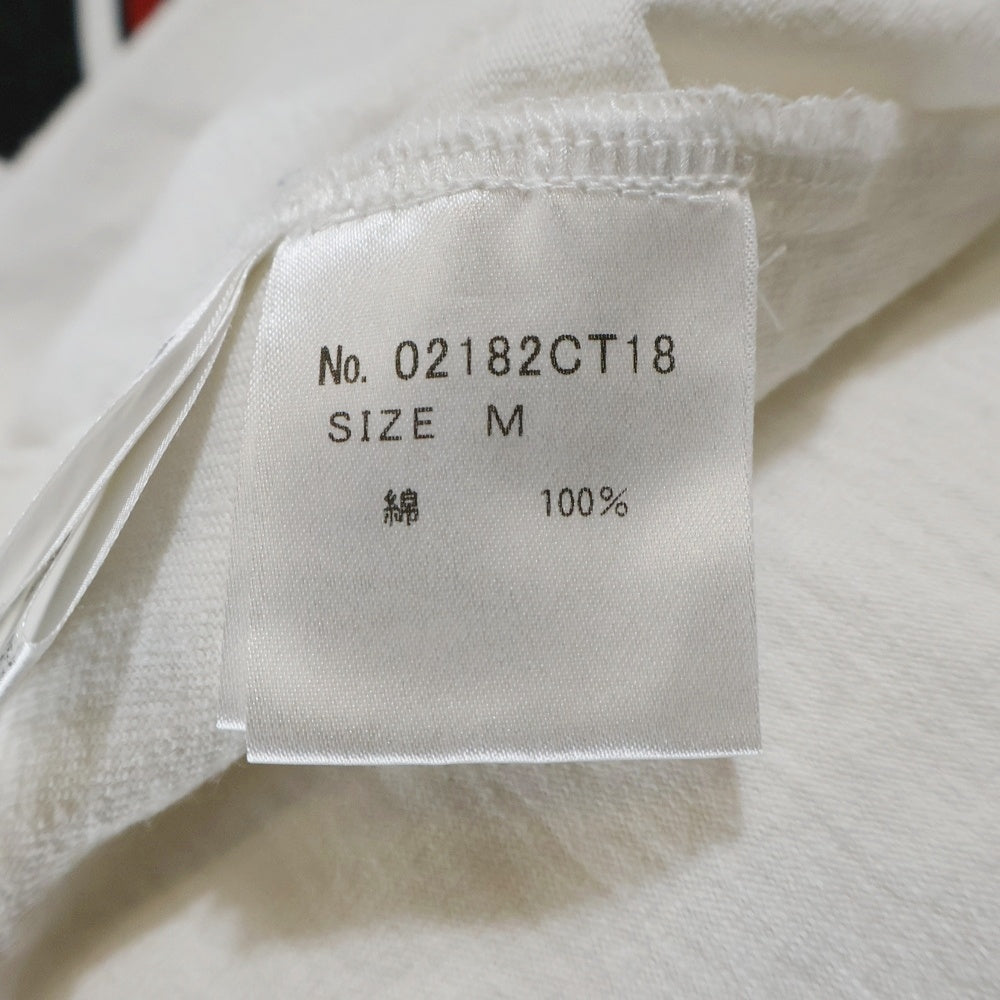 No. 02182CT18
SIZE M
綿 100%